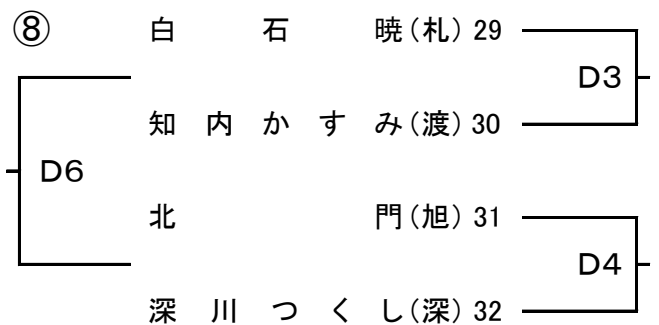 ⑧ 白石暁(札) 29
D3
知内かすみ(渡) 30
D6
北門(旭) 31
D4
深川つくし(深) 32